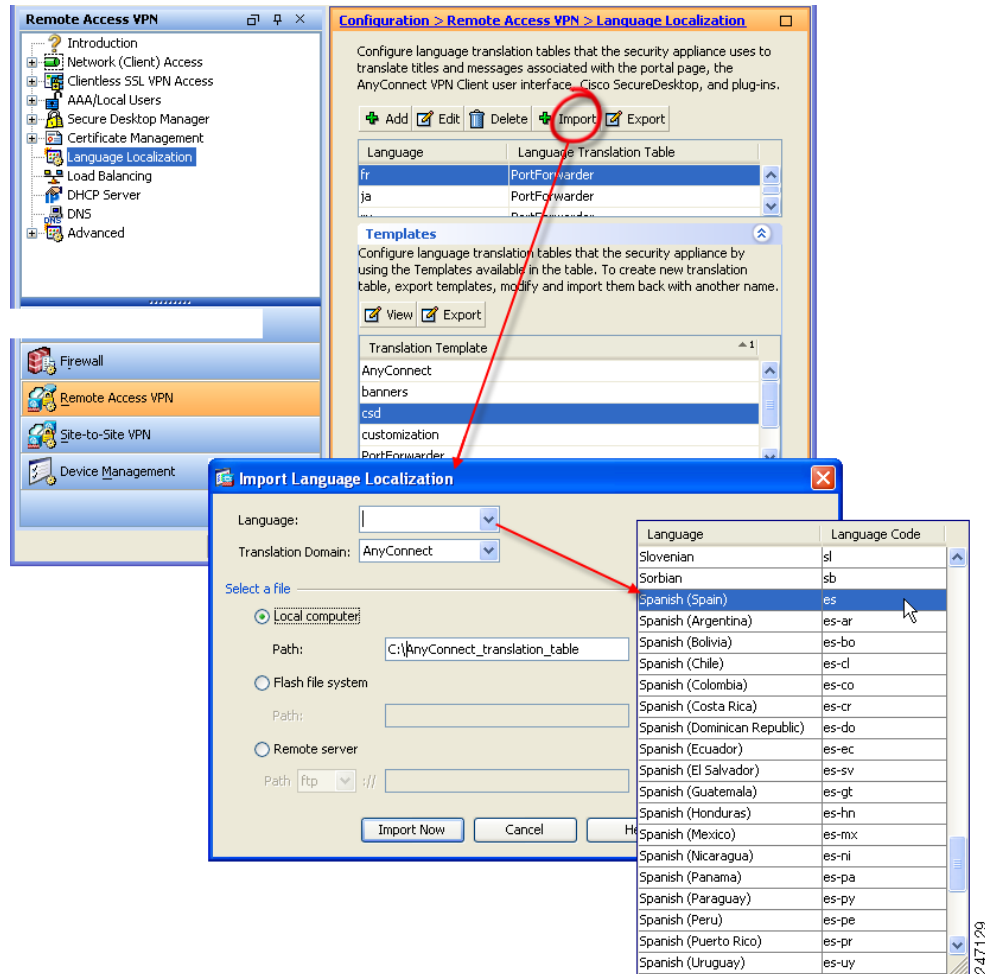 Remote Access VPN
Introduction
Network (Client) Access
Clientless SSL VPN Access
AAA/Local Users
Secure Desktop Manager
Certificate Management
Language Localization
Load Balancing
DHCP Server
DNS
DNS
Advanced
Firewall
Remote Access VPN
Site-to-Site VPN
Device Management
Configuration > Remote Access VPN > Language Localization
Configure language translation tables that the security appliance uses to
translate titles and messages associated with the portal page, the
AnyConnect VPN Client user interface, Cisco SecureDesktop, and plug-ins.
Add Edit Delete Import Export
Language Language Translation Table
fr PortForwarder
ja PortForwarder
PortForwarder
Templates
Configure language translation tables that the security appliance by
using the Templates available in the table. To create new translation
table, export templates, modify and import them back with another name.
View Export
Translation Template 1
AnyConnect
banners
csd
customization
PortForwarder
Import Language Localization
Language:
Translation Domain: AnyConnect
Select a file
Local computer
Path: C:\AnyConnect_translation_table
Flash file system
Path:
Remote server
Path ftp ://
Import Now Cancel He
Language Language Code
Slovenian sl
Sorbian sb
Spanish (Spain) es
Spanish (Argentina) es-ar
Spanish (Bolivia) es-bo
Spanish (Chile) es-cl
Spanish (Colombia) es-co
Spanish (Costa Rica) es-cr
Spanish (Dominican Republic) es-do
Spanish (Ecuador) es-ec
Spanish (El Salvador) es-sv
Spanish (Guatemala) es-gt
Spanish (Honduras) es-hn
Spanish (Mexico) es-mx
Spanish (Nicaragua) es-ni
Spanish (Panama) es-pa
Spanish (Paraguay) es-py
Spanish (Peru) es-pe
Spanish (Puerto Rico) es-pr
Spanish (Uruguay) es-uy
247129